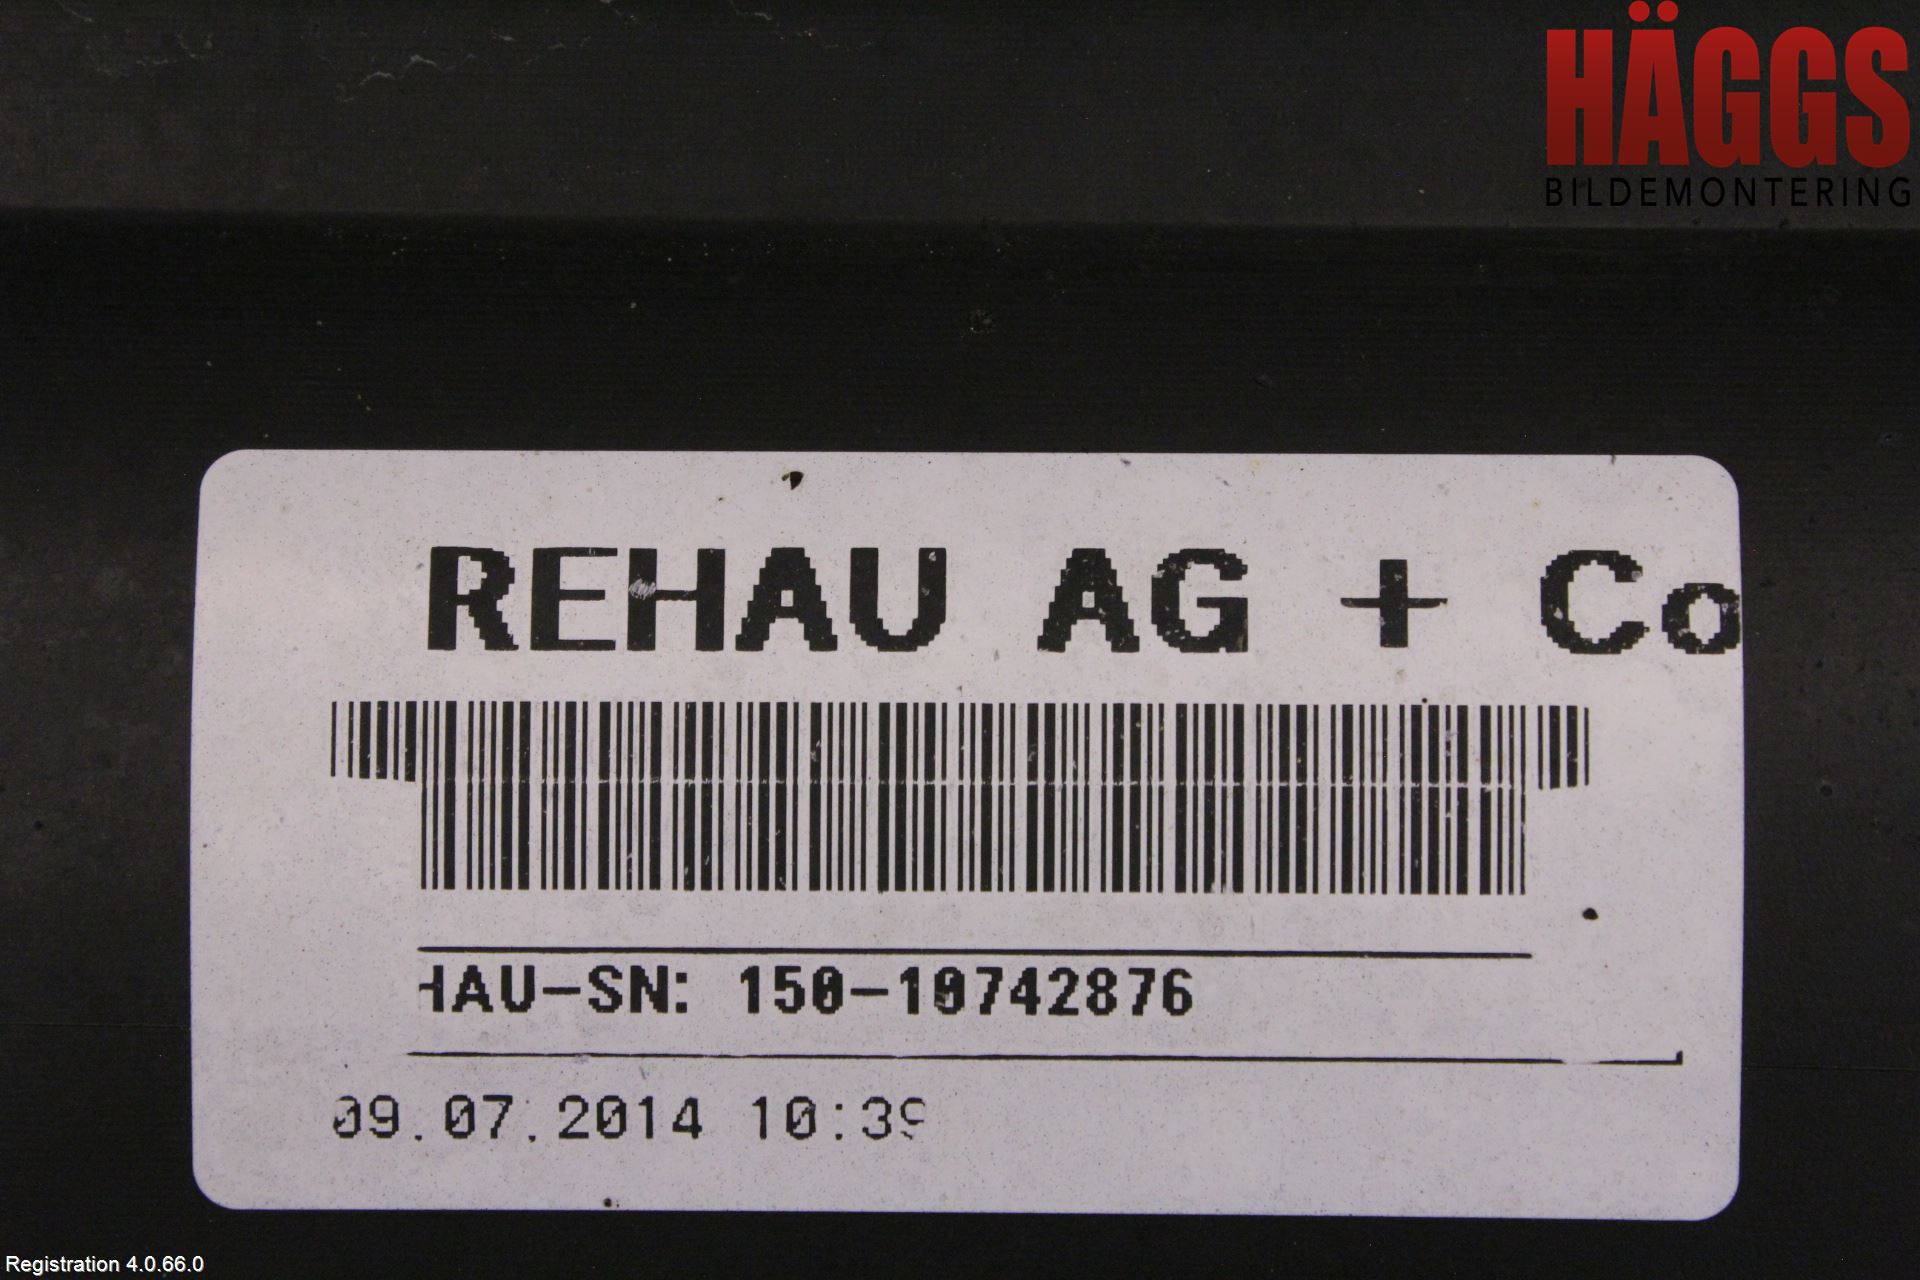 HÄGGS
BILDEMONTERING
REHAU AG + Co
HAU-SN: 150-10742876
09.07.2014 10:39
Registration 4.0.66.0